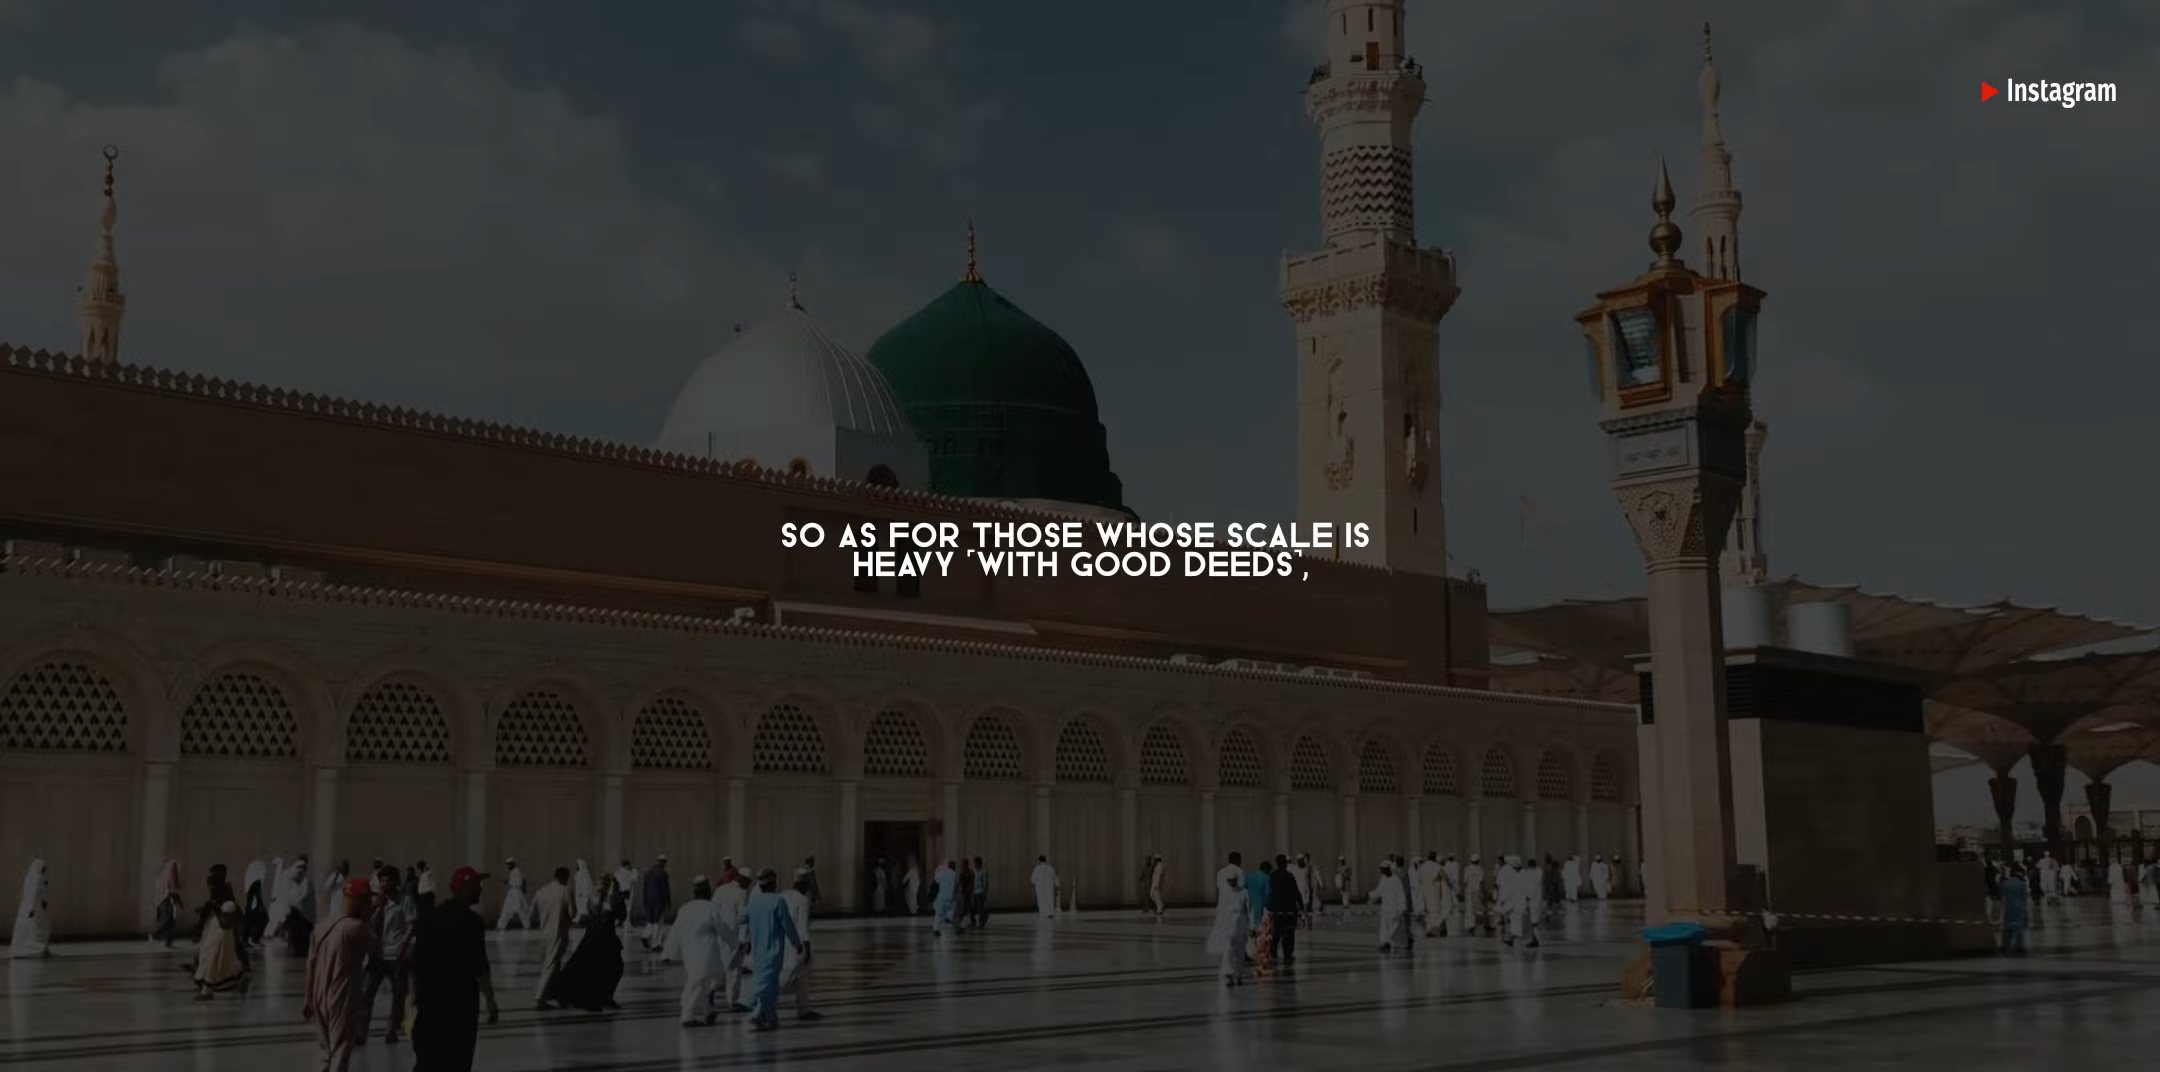 Instagram
SO AS FOR THOSE WHOSE SCALE IS
HEAVY ⸢WITH GOOD DEEDS⸣,